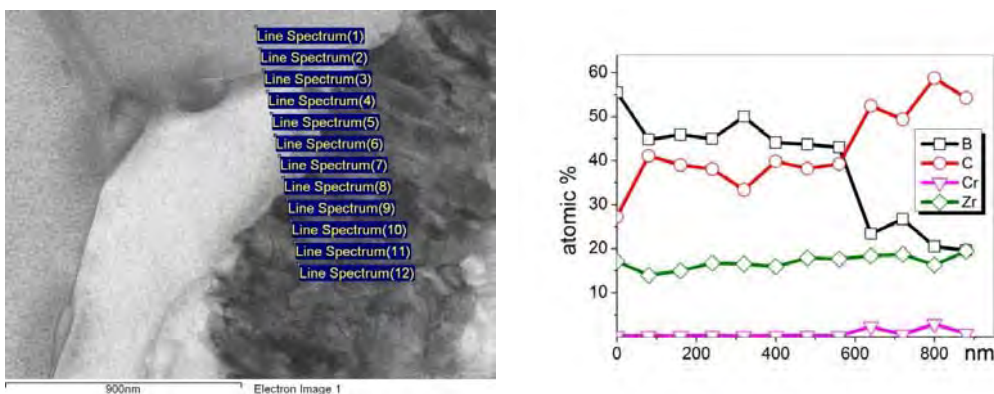 Line Spectrum(1)
Line Spectrum(2)
Line Spectrum(3)
Line Spectrum(4)
Line Spectrum(5)
Line Spectrum(6)
Line Spectrum(7)
Line Spectrum(8)
Line Spectrum(9)
Line Spectrum(10)
Line Spectrum(11)
Line Spectrum(12)
900nm
Electron Image 1
atomic %
60
50
40
30
20
10
B
C
Cr
Zr
0 200 400 600 800 nm